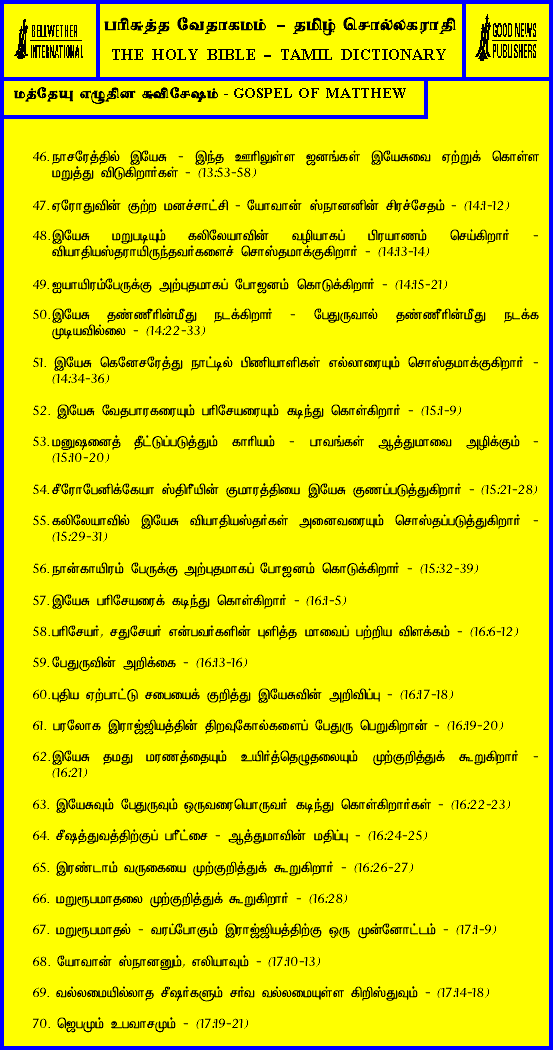 BELLWETHER
INTERNATIONAL
பரிசுத்த வேதாகமம் – தமிழ் சொல்லகராதி
THE HOLY BIBLE – TAMIL DICTIONARY
GOOD NEWS
PUBLISHERS
மத்தேயு எழுதின சுவிசேஷம் - GOSPEL OF MATTHEW
46. நாசரேத்தில் இயேசு - இந்த ஊரிலுள்ள ஜனங்கள் இயேசுவை ஏற்றுக் கொள்ள
மறுத்து விடுகிறார்கள் - (13:53-58)
47. ஏரோதுவின் குற்ற மனச்சாட்சி - யோவான் ஸ்நானனின் சிரச்சேதம் - (14:1-12)
48. இயேசு மறுபடியும் கலிலேயாவின் வழியாகப் பிரயாணம் செய்கிறார் -
வியாதியஸ்தராயிருந்தவர்களைச் சொஸ்தமாக்குகிறார் - (14:13-14)
49. ஐயாயிரம்பேருக்கு அற்புதமாகப் போஜனம் கொடுக்கிறார் - (14:15-21)
50. இயேசு தண்ணீரின்மீது நடக்கிறார் - பேதுருவால் தண்ணீரின்மீது நடக்க
முடியவில்லை - (14:22-33)
51. இயேசு கெனேசரேத்து நாட்டில் பிணியாளிகள் எல்லாரையும் சொஸ்தமாக்குகிறார் -
(14:34-36)
52. இயேசு வேதபாரகரையும் பரிசேயரையும் கடிந்து கொள்கிறார் - (15:1-9)
53. மனுஷனைத் தீட்டுப்படுத்தும் காரியம் - பாவங்கள் ஆத்துமாவை அழிக்கும் -
(15:10-20)
54. சீரோபேனிக்கேயா ஸ்திரீயின் குமாரத்தியை இயேசு குணப்படுத்துகிறார் - (15:21-28)
55. கலிலேயாவில் இயேசு வியாதியஸ்தர்கள் அனைவரையும் சொஸ்தப்படுத்துகிறார் -
(15:29-31)
56. நான்காயிரம் பேருக்கு அற்புதமாகப் போஜனம் கொடுக்கிறார் - (15:32-39)
57. இயேசு பரிசேயரைக் கடிந்து கொள்கிறார் - (16:1-5)
58. பரிசேயர், சதுசேயர் என்பவர்களின் புளித்த மாவைப் பற்றிய விளக்கம் - (16:6-12)
59. பேதுருவின் அறிக்கை - (16:13-16)
60. புதிய ஏற்பாட்டு சபையைக் குறித்து இயேசுவின் அறிவிப்பு - (16:17-18)
61. பரலோக இராஜ்ஜியத்தின் திறவுகோல்களைப் பேதுரு பெறுகிறான் - (16:19-20)
62. இயேசு தமது மரணத்தையும் உயிர்த்தெழுதலையும் முற்குறித்துக் கூறுகிறார் -
(16:21)
63. இயேசுவும் பேதுருவும் ஒருவரையொருவர் கடிந்து கொள்கிறார்கள் - (16:22-23)
64. சீஷத்துவத்திற்குப் பரீட்சை - ஆத்துமாவின் மதிப்பு - (16:24-25)
65. இரண்டாம் வருகையை முற்குறித்துக் கூறுகிறார் - (16:26-27)
66. மறுரூபமாதலை முற்குறித்துக் கூறுகிறார் - (16:28)
67. மறுரூபமாதல் - வரப்போகும் இராஜ்ஜியத்திற்கு ஒரு முன்னோட்டம் - (17:1-9)
68. யோவான் ஸ்நானனும், எலியாவும் - (17:10-13)
69. வல்லமையில்லாத சீஷர்களும் சர்வ வல்லமையுள்ள கிறிஸ்துவும் - (17:14-18)
70. ஜெபமும் உபவாசமும் - (17:19-21)